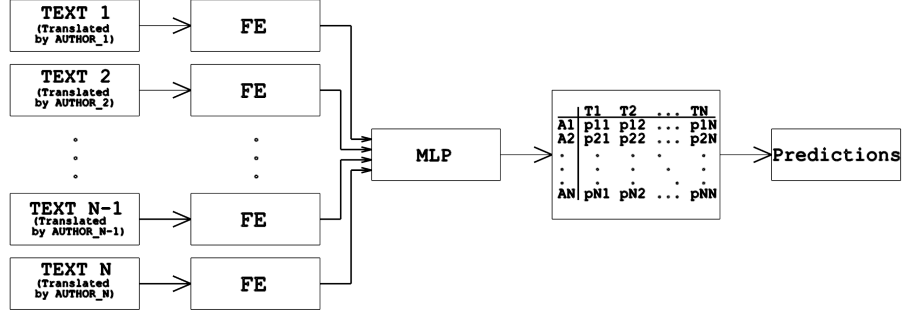 TEXT 1
(Translated
by AUTHOR_1)
FE
TEXT 2
(Translated
by AUTHOR_2)
FE
TEXT N-1
(Translated
by AUTHOR_N-1)
FE
TEXT N
(Translated
by AUTHOR_N)
FE
MLP
T1 T2 ... TN
A1 p11 p12 ... p1N
A2 p21 p22 ... p2N
. . . . .
. . . . .
. . . . .
AN pN1 pN2 ... pNN
Predictions